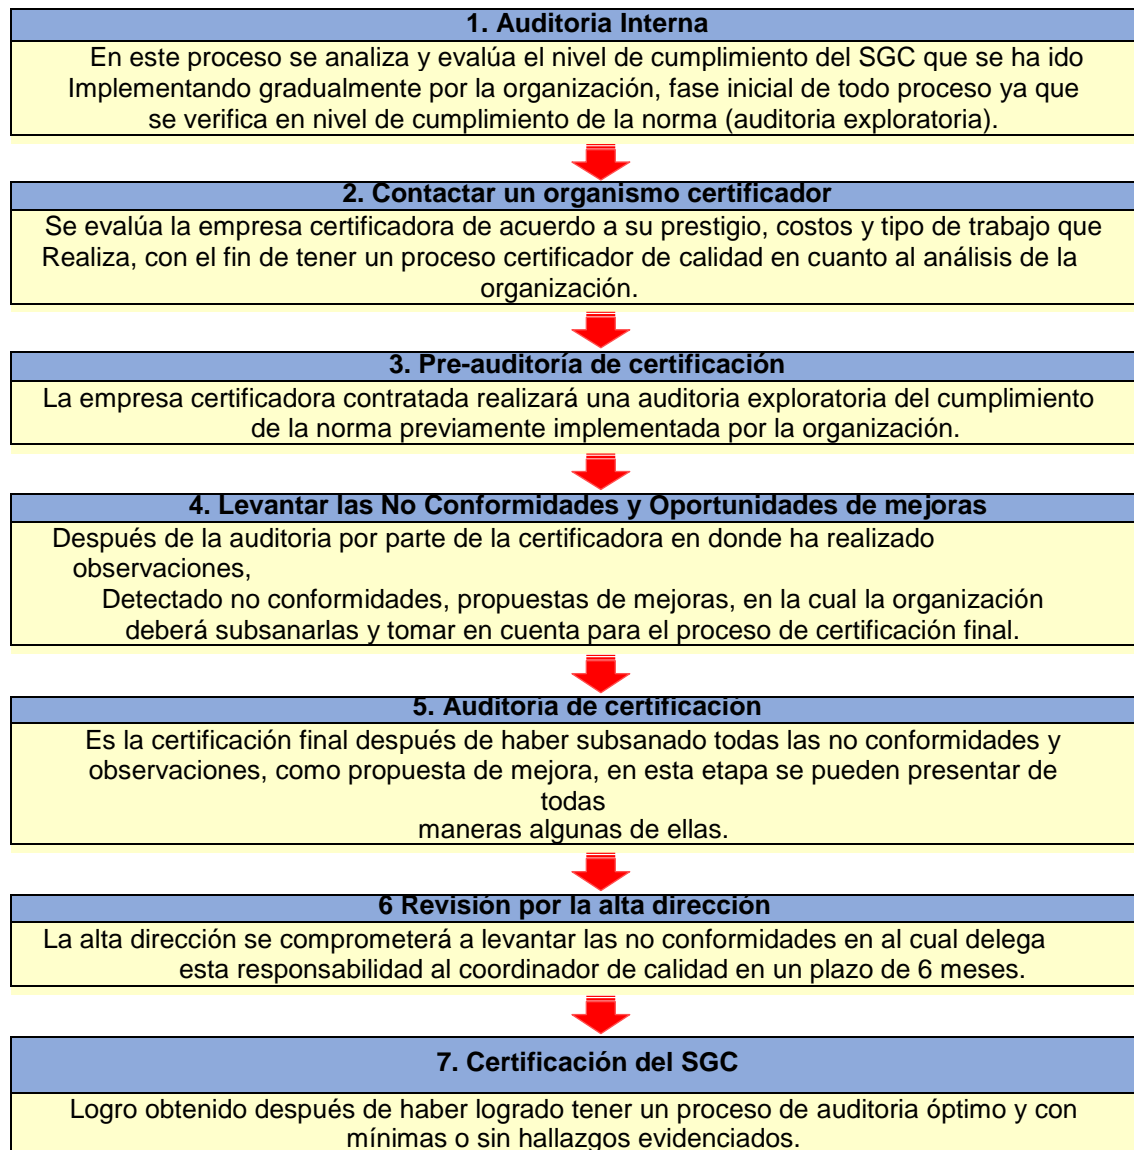 1. Auditoria Interna
En este proceso se analiza y evalúa el nivel de cumplimiento del SGC que se ha ido
Implementando gradualmente por la organización, fase inicial de todo proceso ya que
se verifica en nivel de cumplimiento de la norma (auditoria exploratoria).
2. Contactar un organismo certificador
Se evalúa la empresa certificadora de acuerdo a su prestigio, costos y tipo de trabajo que
Realiza, con el fin de tener un proceso certificador de calidad en cuanto al análisis de la
organización.
3. Pre-auditoría de certificación
La empresa certificadora contratada realizará una auditoria exploratoria del cumplimiento
de la norma previamente implementada por la organización.
4. Levantar las No Conformidades y Oportunidades de mejoras
Después de la auditoria por parte de la certificadora en donde ha realizado
observaciones,
Detectado no conformidades, propuestas de mejoras, en la cual la organización
deberá subsanarlas y tomar en cuenta para el proceso de certificación final.
5. Auditoría de certificación
Es la certificación final después de haber subsanado todas las no conformidades y
observaciones, como propuesta de mejora, en esta etapa se pueden presentar de
todas
maneras algunas de ellas.
6 Revisión por la alta dirección
La alta dirección se comprometerá a levantar las no conformidades en al cual delega
esta responsabilidad al coordinador de calidad en un plazo de 6 meses.
7. Certificación del SGC
Logro obtenido después de haber logrado tener un proceso de auditoria óptimo y con
mínimas o sin hallazgos evidenciados.